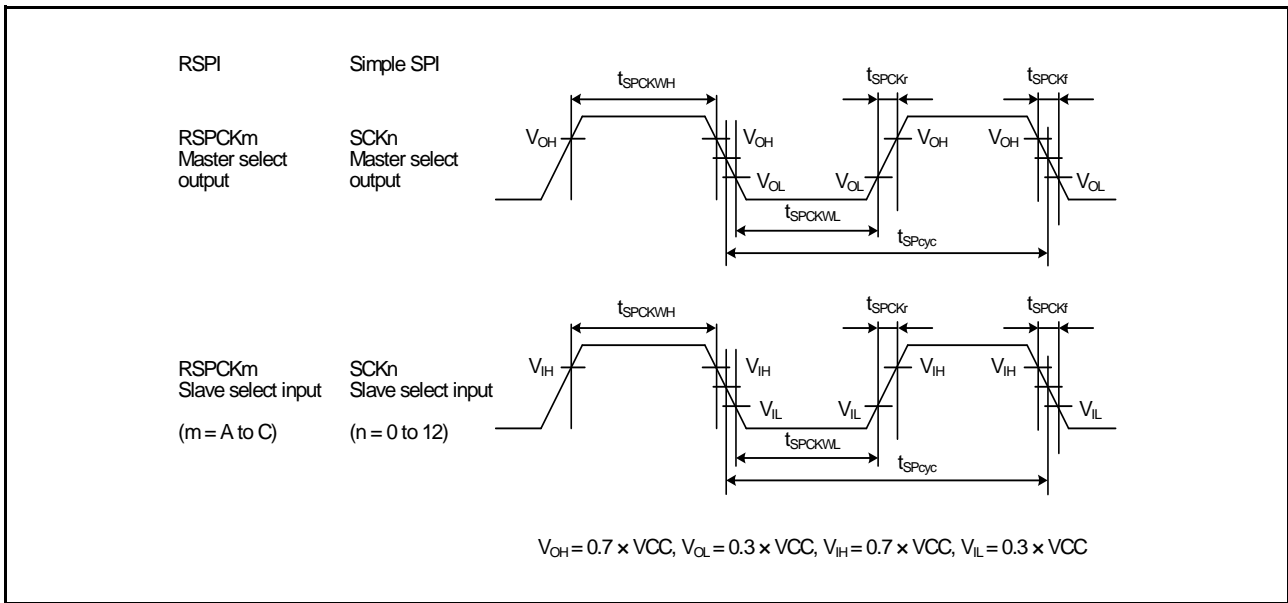 RSPI Simple SPI
tSPCKWH tSPCKr tSPCKf
RSPCKm SCKn
Master select Master select
output output
VOH VOH VOH VOH
VOL VOL VOL
tSPCKWL
tSPcyc
tSPCKWH tSPCKr tSPCKf
RSPCKm SCKn
Slave select input Slave select input
VIH VIH VIH VIH
VIL VIL VIL
(m = A to C) (n = 0 to 12)
tSPCKWL
tSPcyc
VOH = 0.7 × VCC, VOL = 0.3 × VCC, VIH = 0.7 × VCC, VIL = 0.3 × VCC